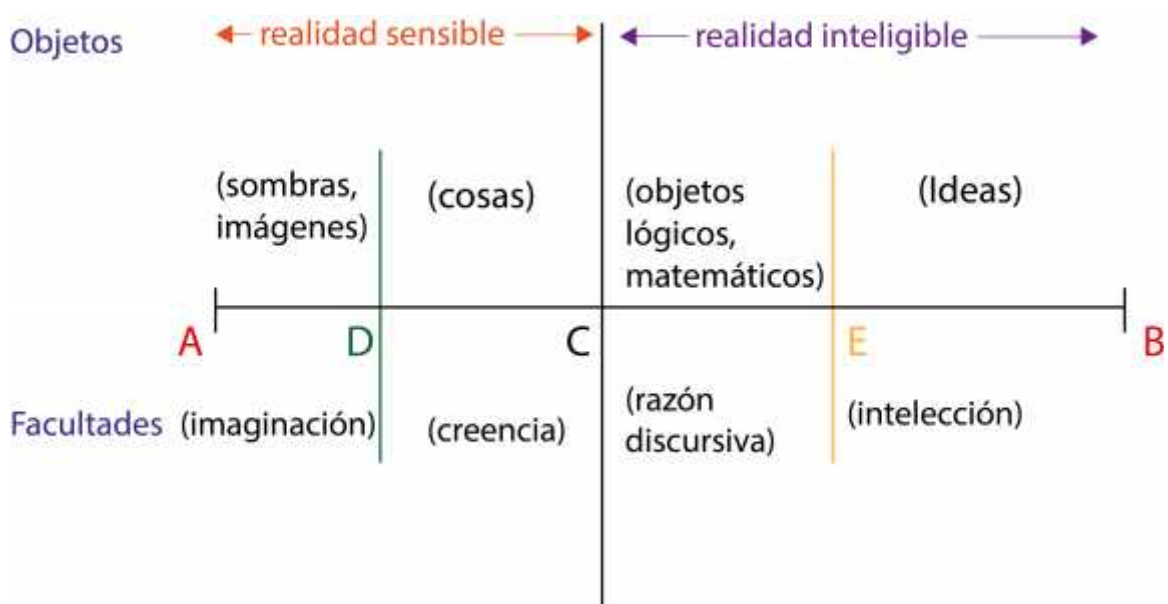 Objetos
realidad sensible
realidad inteligible
(sombras,
imágenes)
(cosas)
(objetos
lógicos,
matemáticos)
(Ideas)
A
D
C
E
B
Facultades
(imaginación)
(creencia)
(razón
discursiva)
(intelección)